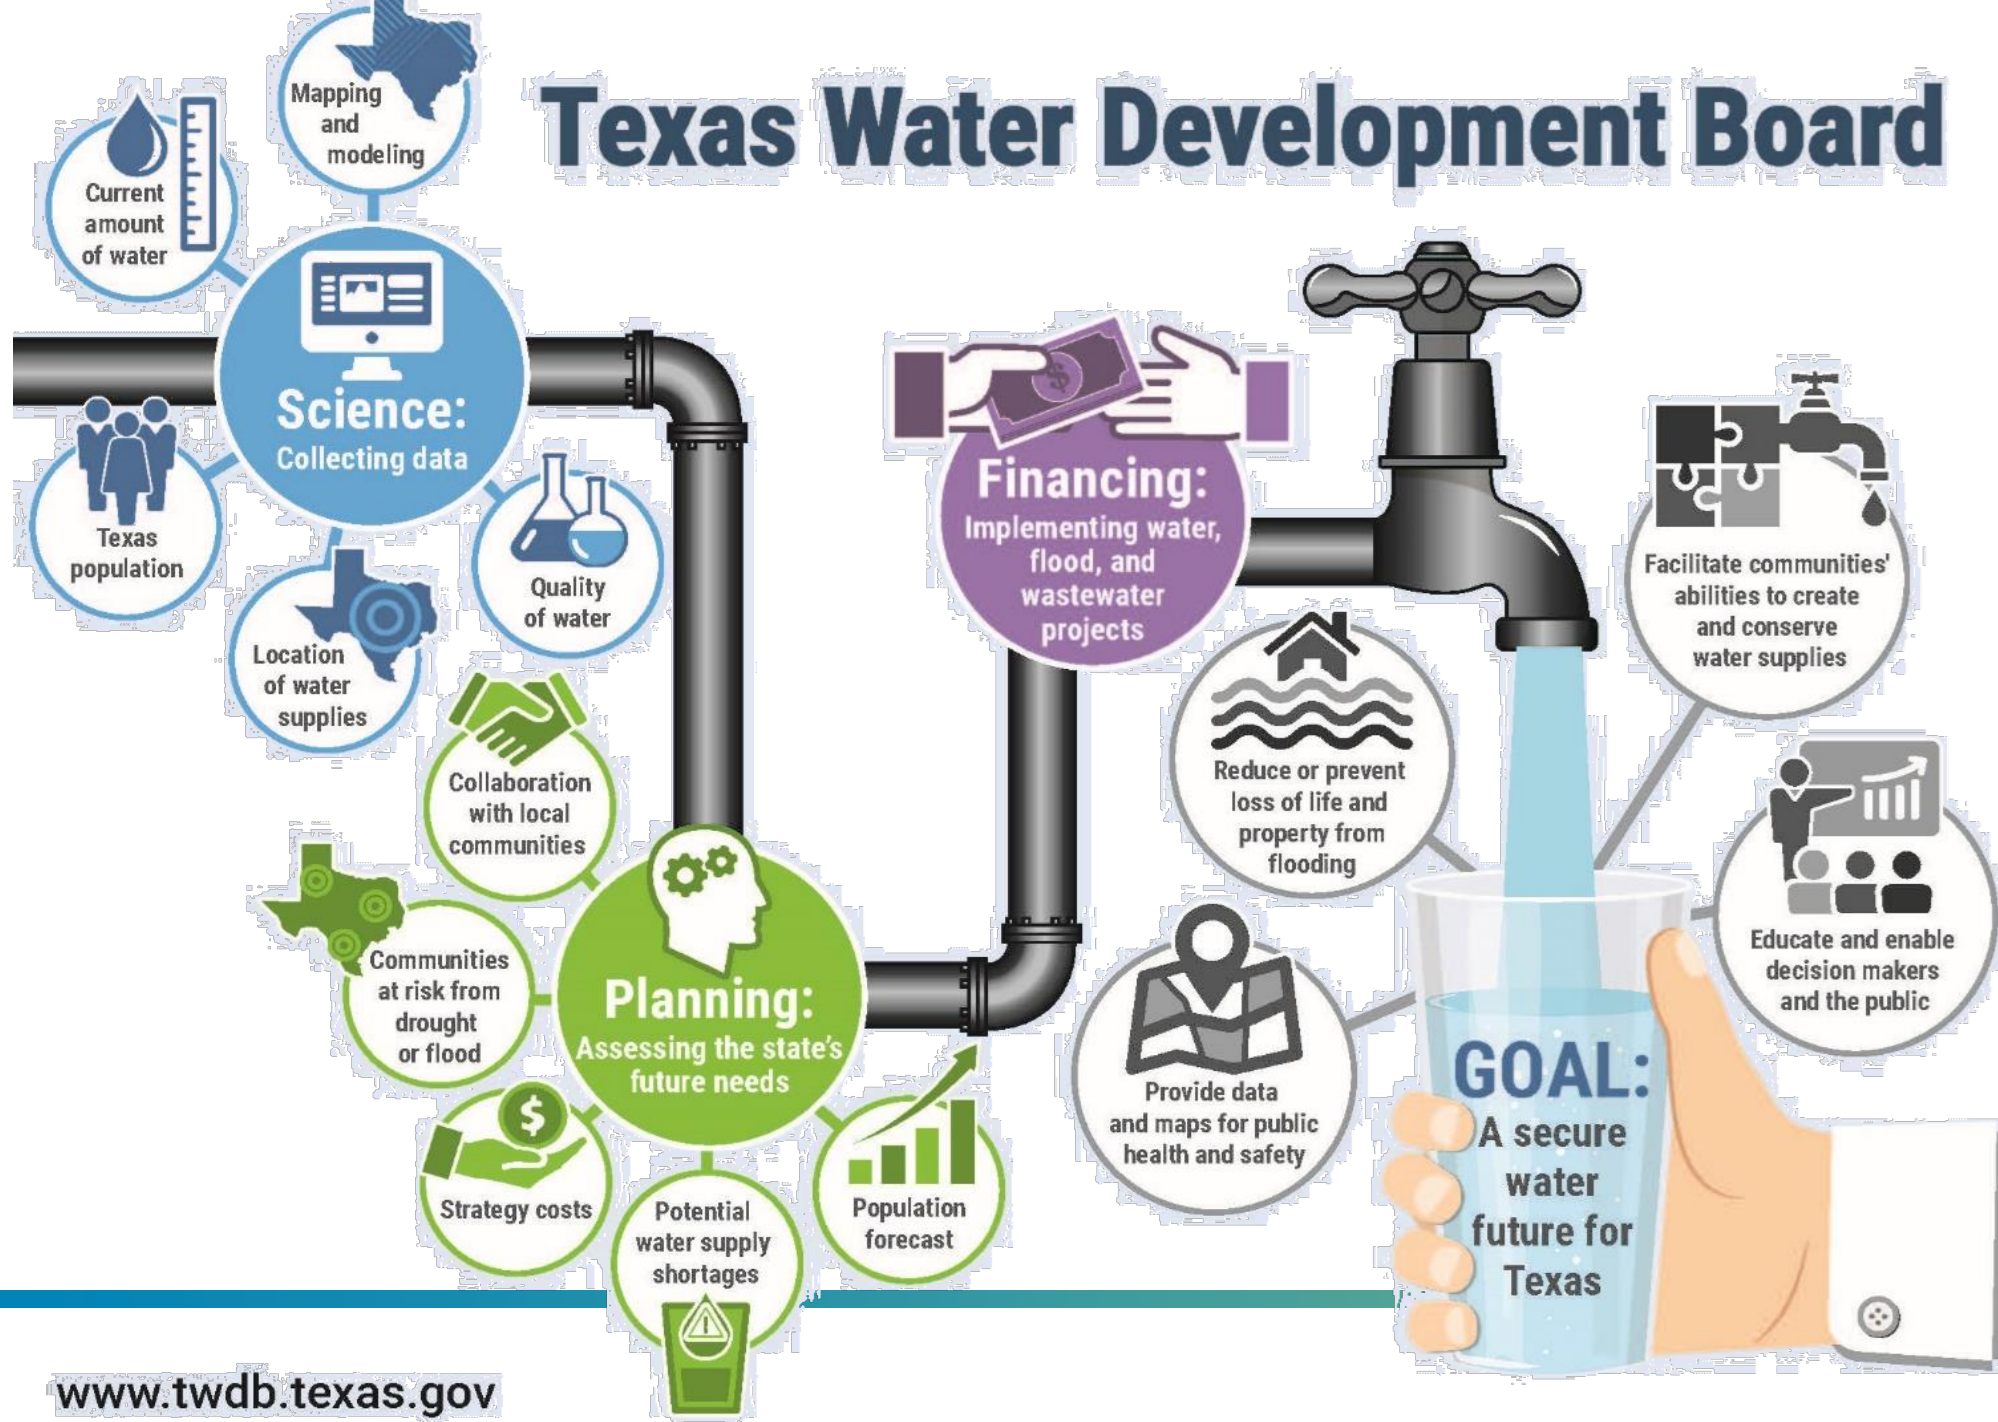 Texas Water Development Board
Mapping
and
modeling
Current
amount
of water
Science:
Collecting data
Texas
population
Location
of water
supplies
Quality
of water
Collaboration
with local
communities
Communities
at risk from
drought
or flood
Planning:
Assessing the state's
future needs
$
Strategy costs
Potential
water supply
shortages
!
Population
forecast
$
Financing:
Implementing water,
flood, and
wastewater
projects
Reduce or prevent
loss of life and
property from
flooding
Provide data
and maps for public
health and safety
Facilitate communities'
abilities to create
and conserve
water supplies
Educate and enable
decision makers
and the public
GOAL:
A secure
water
future for
Texas
www.twdb.texas.gov